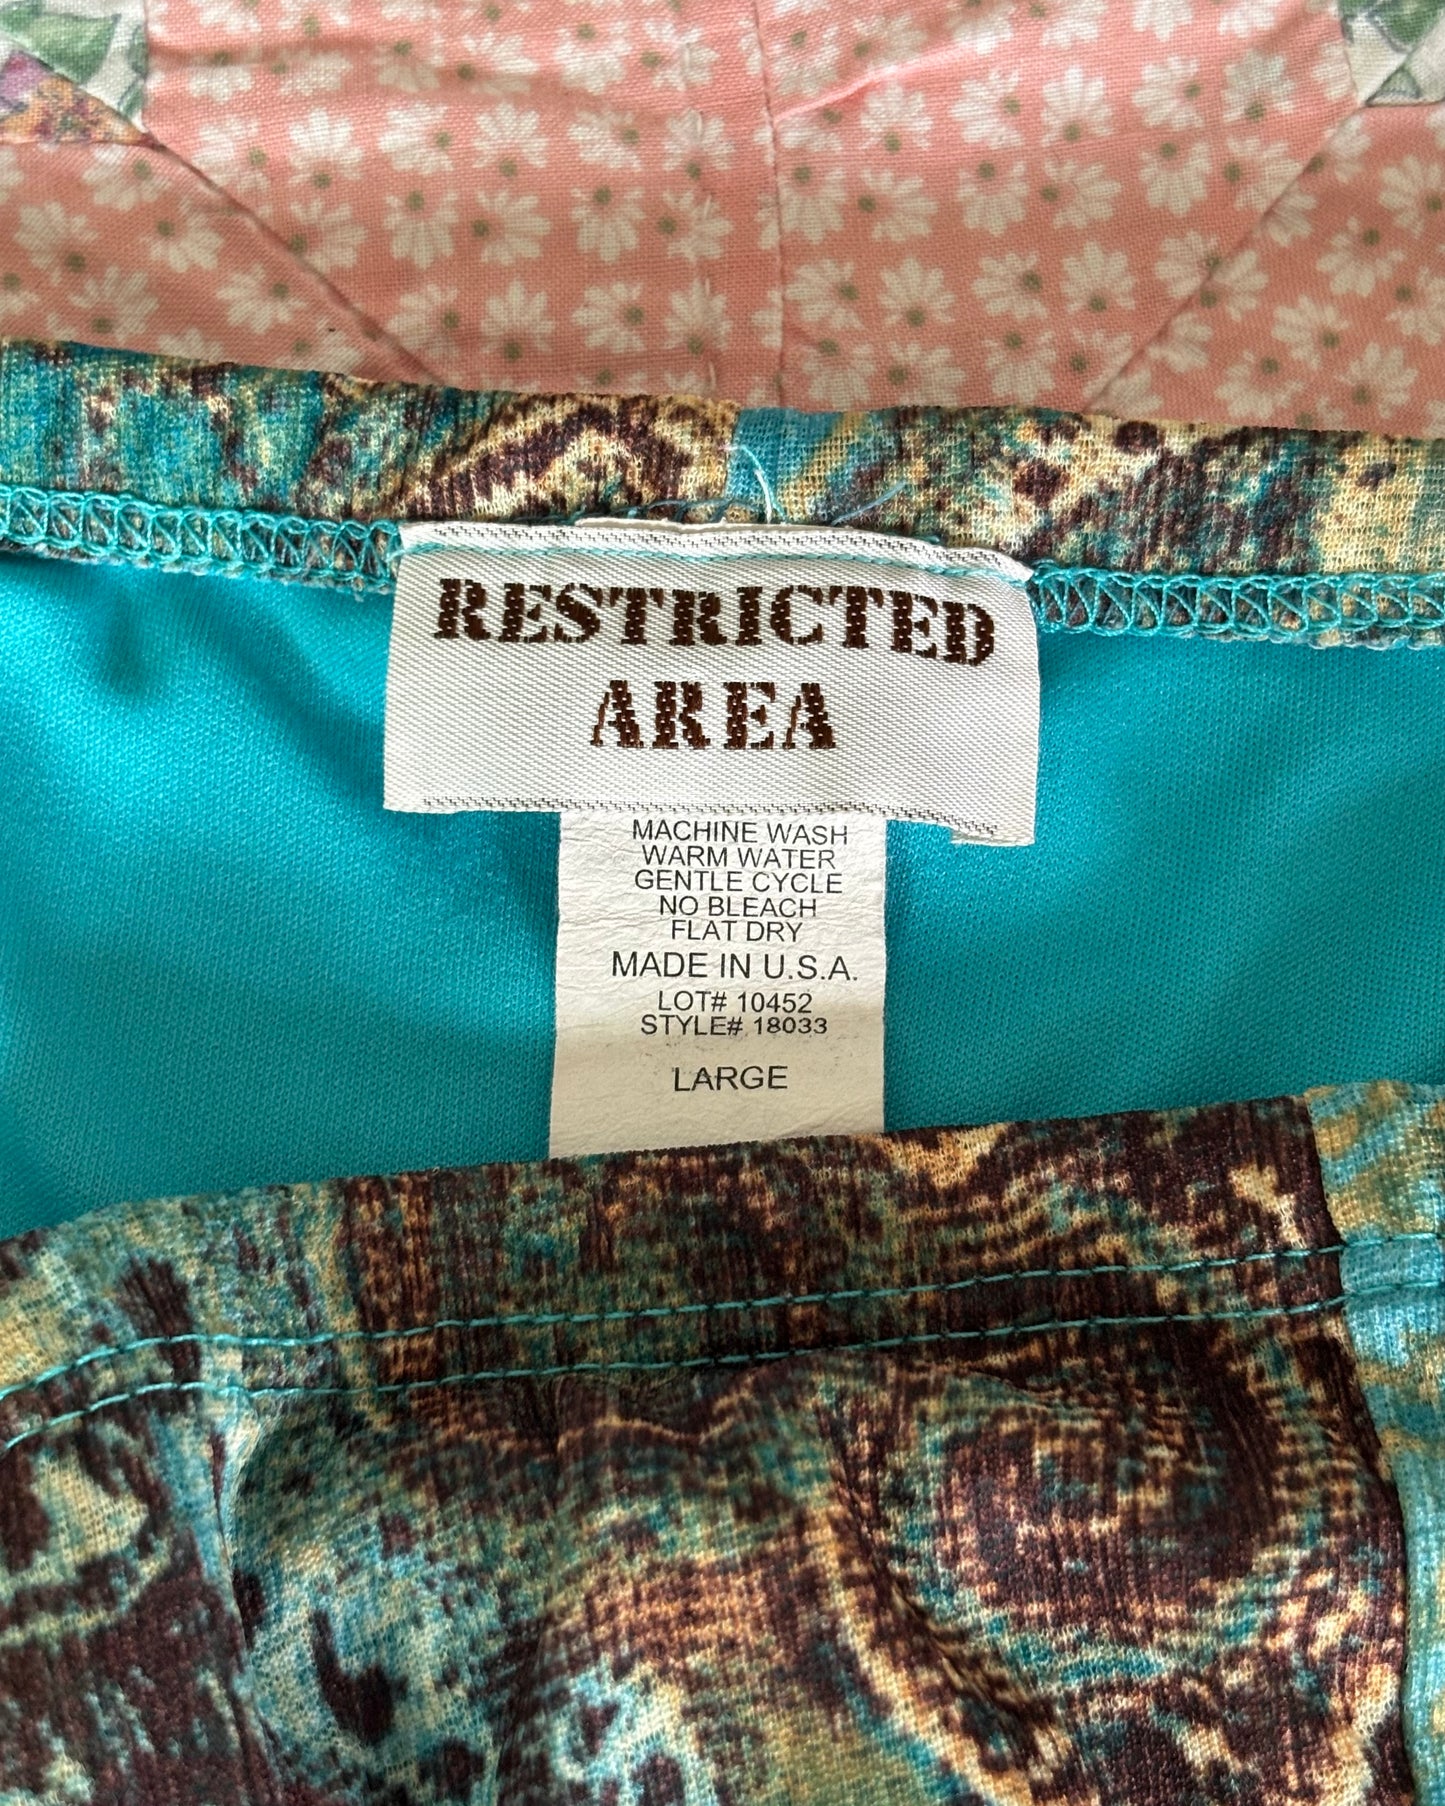 RESTRICTED
AREA
MACHINE WASH
WARM WATER
GENTLE CYCLE
NO BLEACH
FLAT DRY
MADE IN U.S.A.
LOT# 10452
STYLE# 18033
LARGE